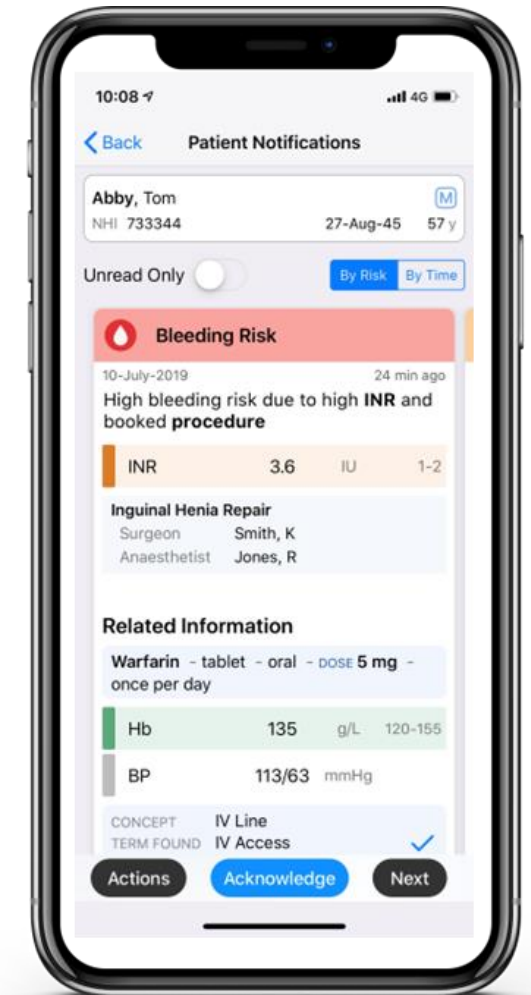 10:08 4G
Back Patient Notifications
Abby, Tom M
NHI 733344 27-Aug-45 57 y
Unread Only By Risk By Time
Bleeding Risk
10-July-2019 24 min ago
High bleeding risk due to high INR and
booked procedure
INR 3.6 IU 1-2
Inguinal Henia Repair
Surgeon Smith, K
Anaesthetist Jones, R
Related Information
Warfarin - tablet - oral - DOSE 5 mg -
once per day
Hb 135 g/L 120-155
BP 113/63 mmHg
CONCEPT IV Line
TERM FOUND IV Access
Actions Acknowledge Next